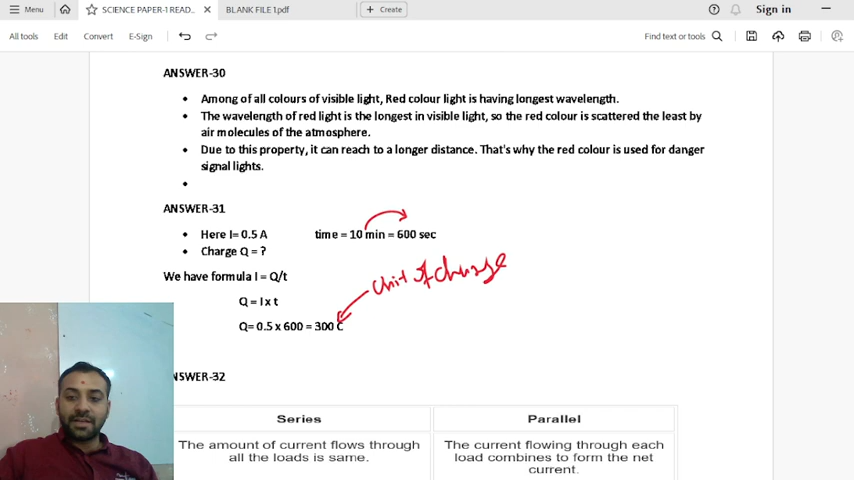 Menu
SCIENCE PAPER-1 READ...
BLANK FILE 1.pdf
Create
Sign in
All tools Edit Convert E-Sign
Find text or tools
ANSWER-30
• Among of all colours of visible light, Red colour light is having longest wavelength.
• The wavelength of red light is the longest in visible light, so the red colour is scattered the least by
air molecules of the atmosphere.
• Due to this property, it can reach to a longer distance. That's why the red colour is used for danger
signal lights.
•
ANSWER-31
• Here I= 0.5 A time = 10 min = 600 sec
• Charge Q = ?
unit of charge
We have formula I = Q/t
Q = I x t
Q= 0.5 x 600 = 300 C
NSWER-32
Series Parallel
The amount of current flows through
all the loads is same.
The current flowing through each
load combines to form the net
current.